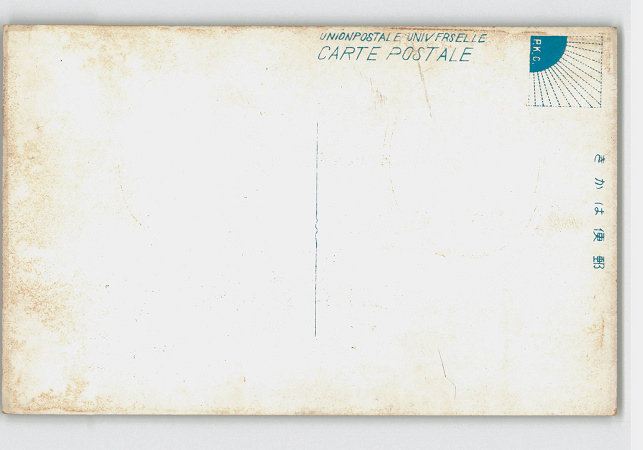 UNIONPOSTALE UNIVERSELLE
CARTE POSTALE
P.K.C.
郵便はかき